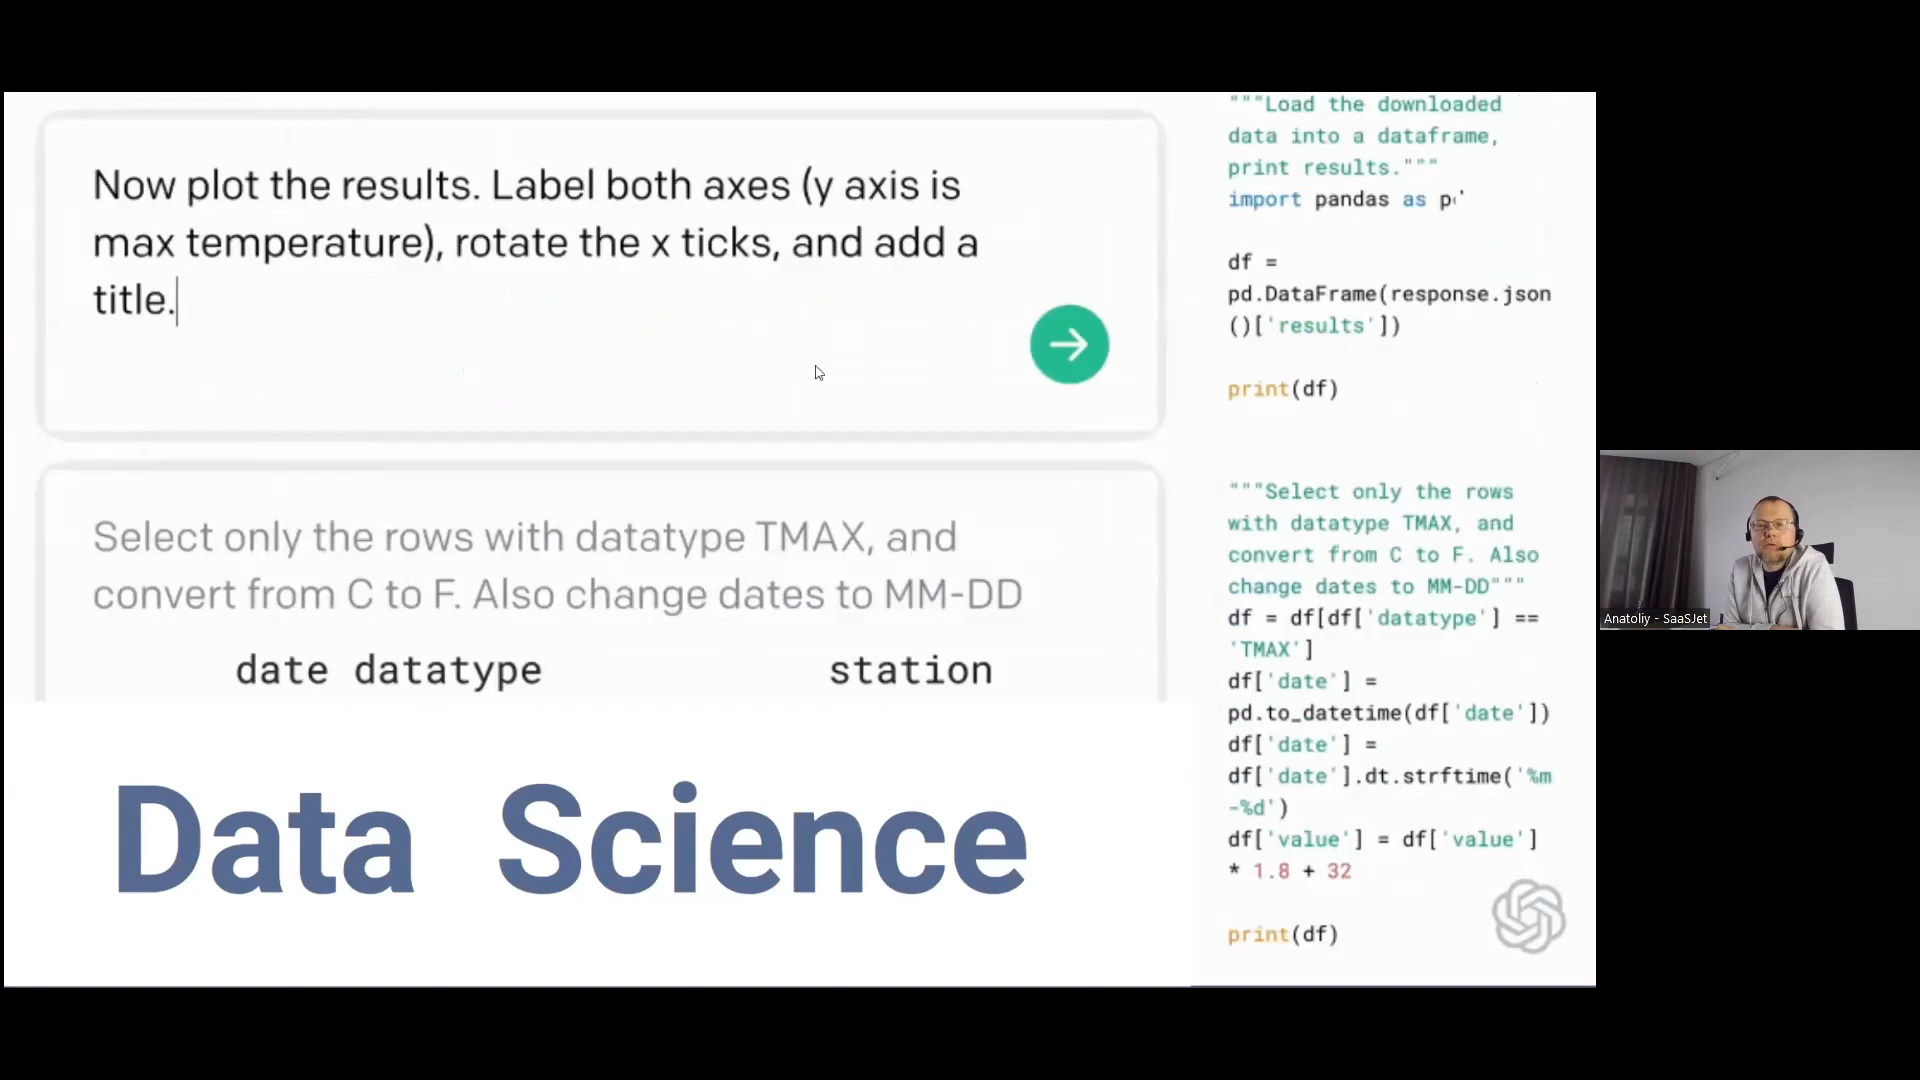 Now plot the results. Label both axes (y axis is
max temperature), rotate the x ticks, and add a
title.
Select only the rows with datatype TMAX, and
convert from C to F. Also change dates to MM-DD
date datatype station
Data Science
"""Load the downloaded
data into a dataframe,
print results."""
import pandas as
df =
pd.DataFrame(response.json
()['results'])
print(df)
"""Select only the rows
with datatype TMAX, and
convert from C to F. Also
change dates to MM-DD"""
df = df[df['datatype'] ==
'TMAX']
df['date'] =
pd.to_datetime(df['date'])
df['date'] =
df['date'].dt.strftime('%m
-%d')
df['value'] = df['value']
* 1.8 + 32
print(df)
Anatoliy - SaaSJet